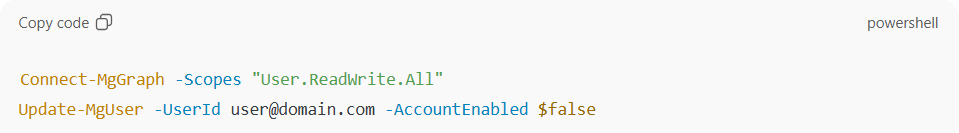 Copy code
powershell
Connect-MgGraph -Scopes "User.ReadWrite.All"
Update-MgUser -UserId user@domain.com -AccountEnabled $false